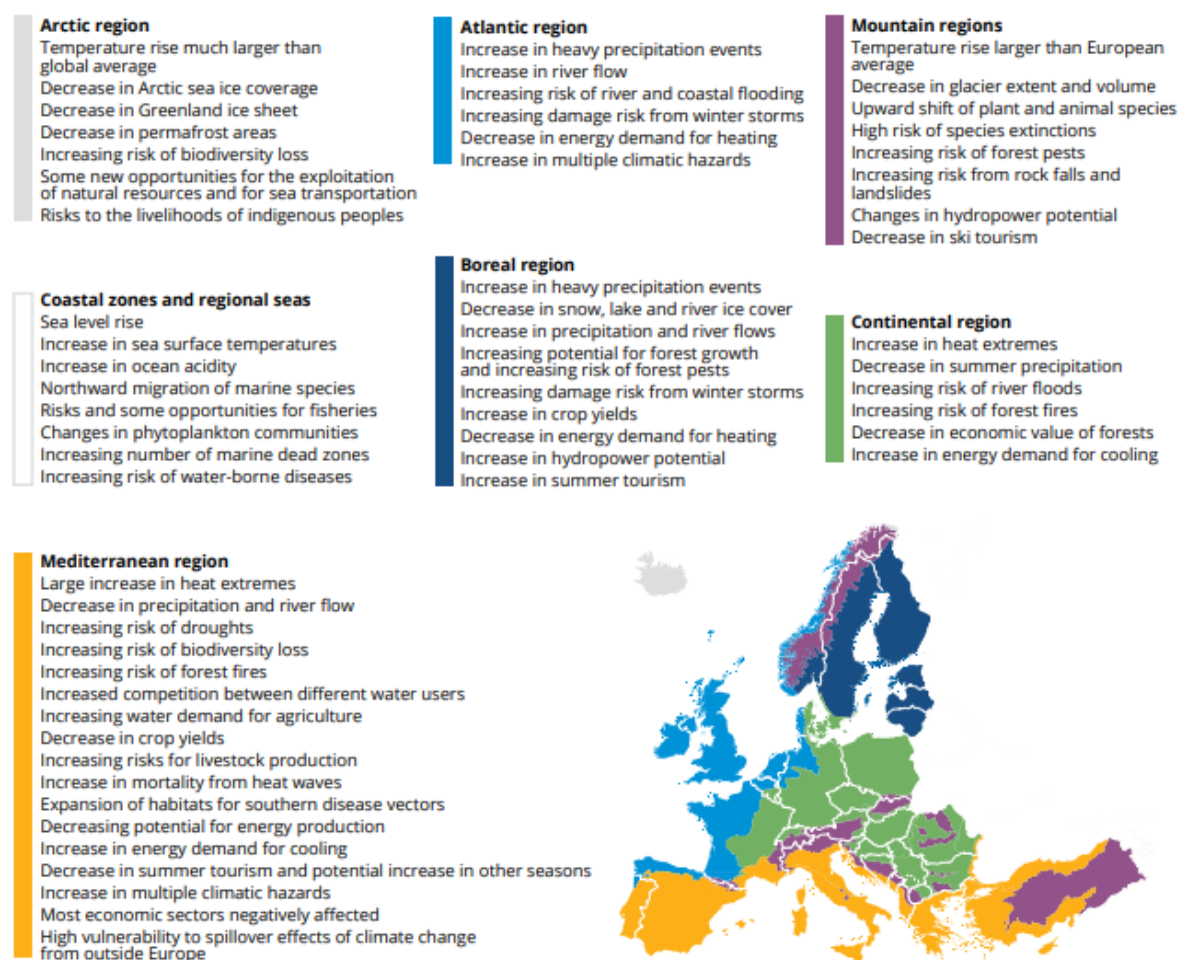 Arctic region
Temperature rise much larger than
global average
Decrease in Arctic sea ice coverage
Decrease in Greenland ice sheet
Decrease in permafrost areas
Increasing risk of biodiversity loss
Some new opportunities for the exploitation
of natural resources and for sea transportation
Risks to the livelihoods of indigenous peoples
Atlantic region
Increase in heavy precipitation events
Increase in river flow
Increasing risk of river and coastal flooding
Increasing damage risk from winter storms
Decrease in energy demand for heating
Increase in multiple climatic hazards
Mountain regions
Temperature rise larger than European
average
Decrease in glacier extent and volume
Upward shift of plant and animal species
High risk of species extinctions
Increasing risk of forest pests
Increasing risk from rock falls and
landslides
Changes in hydropower potential
Decrease in ski tourism
Coastal zones and regional seas
Sea level rise
Increase in sea surface temperatures
Increase in ocean acidity
Northward migration of marine species
Risks and some opportunities for fisheries
Changes in phytoplankton communities
Increasing number of marine dead zones
Increasing risk of water-borne diseases
Boreal region
Increase in heavy precipitation events
Decrease in snow, lake and river ice cover
Increase in precipitation and river flows
Increasing potential for forest growth
and increasing risk of forest pests
Increasing damage risk from winter storms
Increase in crop yields
Decrease in energy demand for heating
Increase in hydropower potential
Increase in summer tourism
Continental region
Increase in heat extremes
Decrease in summer precipitation
Increasing risk of river floods
Increasing risk of forest fires
Decrease in economic value of forests
Increase in energy demand for cooling
Mediterranean region
Large increase in heat extremes
Decrease in precipitation and river flow
Increasing risk of droughts
Increasing risk of biodiversity loss
Increasing risk of forest fires
Increased competition between different water users
Increasing water demand for agriculture
Decrease in crop yields
Increasing risks for livestock production
Increase in mortality from heat waves
Expansion of habitats for southern disease vectors
Decreasing potential for energy production
Increase in energy demand for cooling
Decrease in summer tourism and potential increase in other seasons
Increase in multiple climatic hazards
Most economic sectors negatively affected
High vulnerability to spillover effects of climate change
from outside Europe